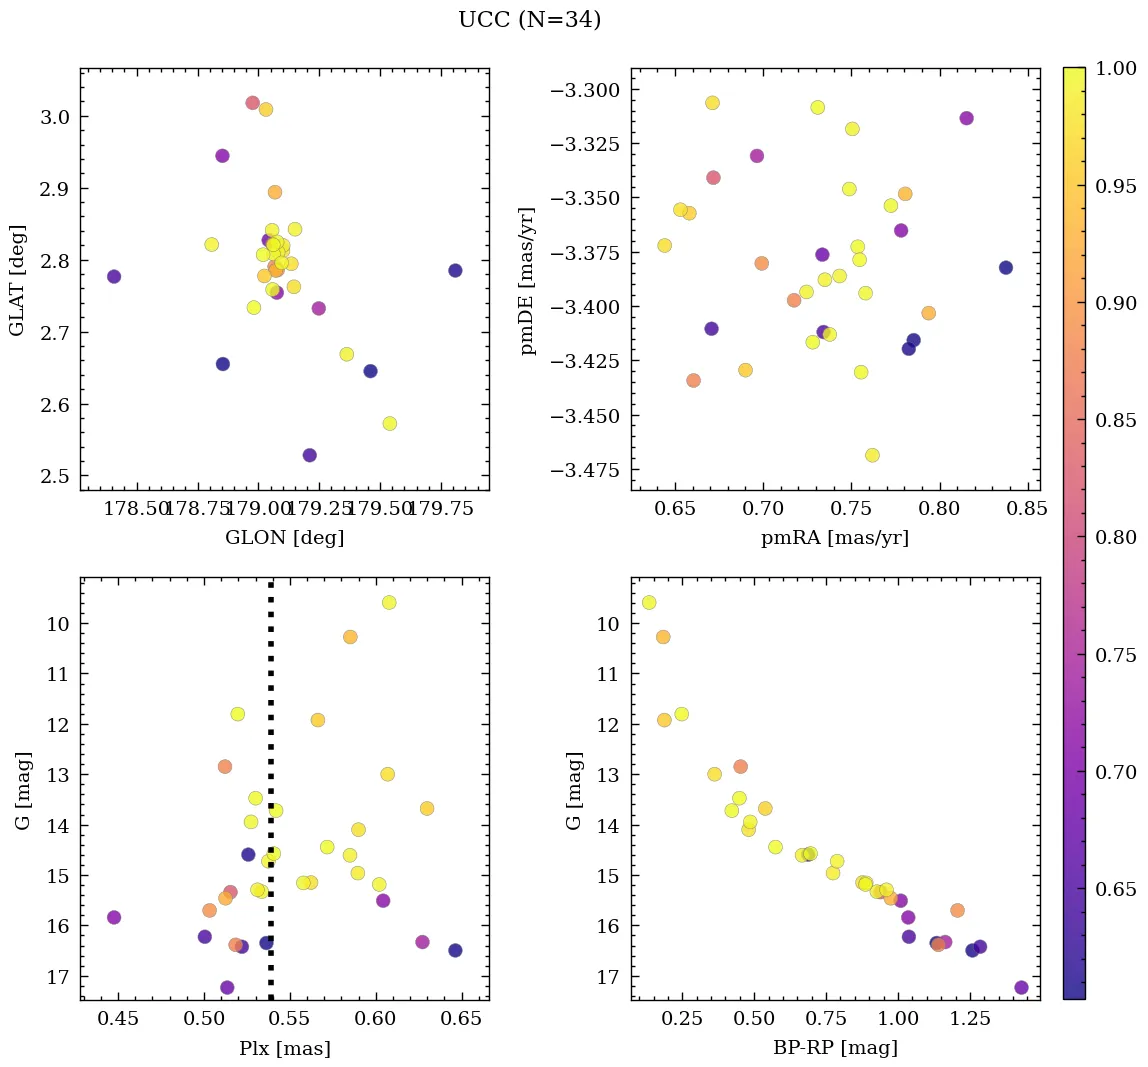 UCC (N=34)
3.0
2.9
2.8
2.7
2.6
2.5
GLAT [deg]
178.50 178.75 179.00 179.25 179.50 179.75
GLON [deg]
−3.300
−3.325
−3.350
−3.375
−3.400
−3.425
−3.450
−3.475
pmDE [mas/yr]
0.65 0.70 0.75 0.80 0.85
pmRA [mas/yr]
10
11
12
13
14
15
16
17
G [mag]
0.45 0.50 0.55 0.60 0.65
Plx [mas]
10
11
12
13
14
15
16
17
G [mag]
0.25 0.50 0.75 1.00 1.25
BP-RP [mag]
1.00
0.95
0.90
0.85
0.80
0.75
0.70
0.65